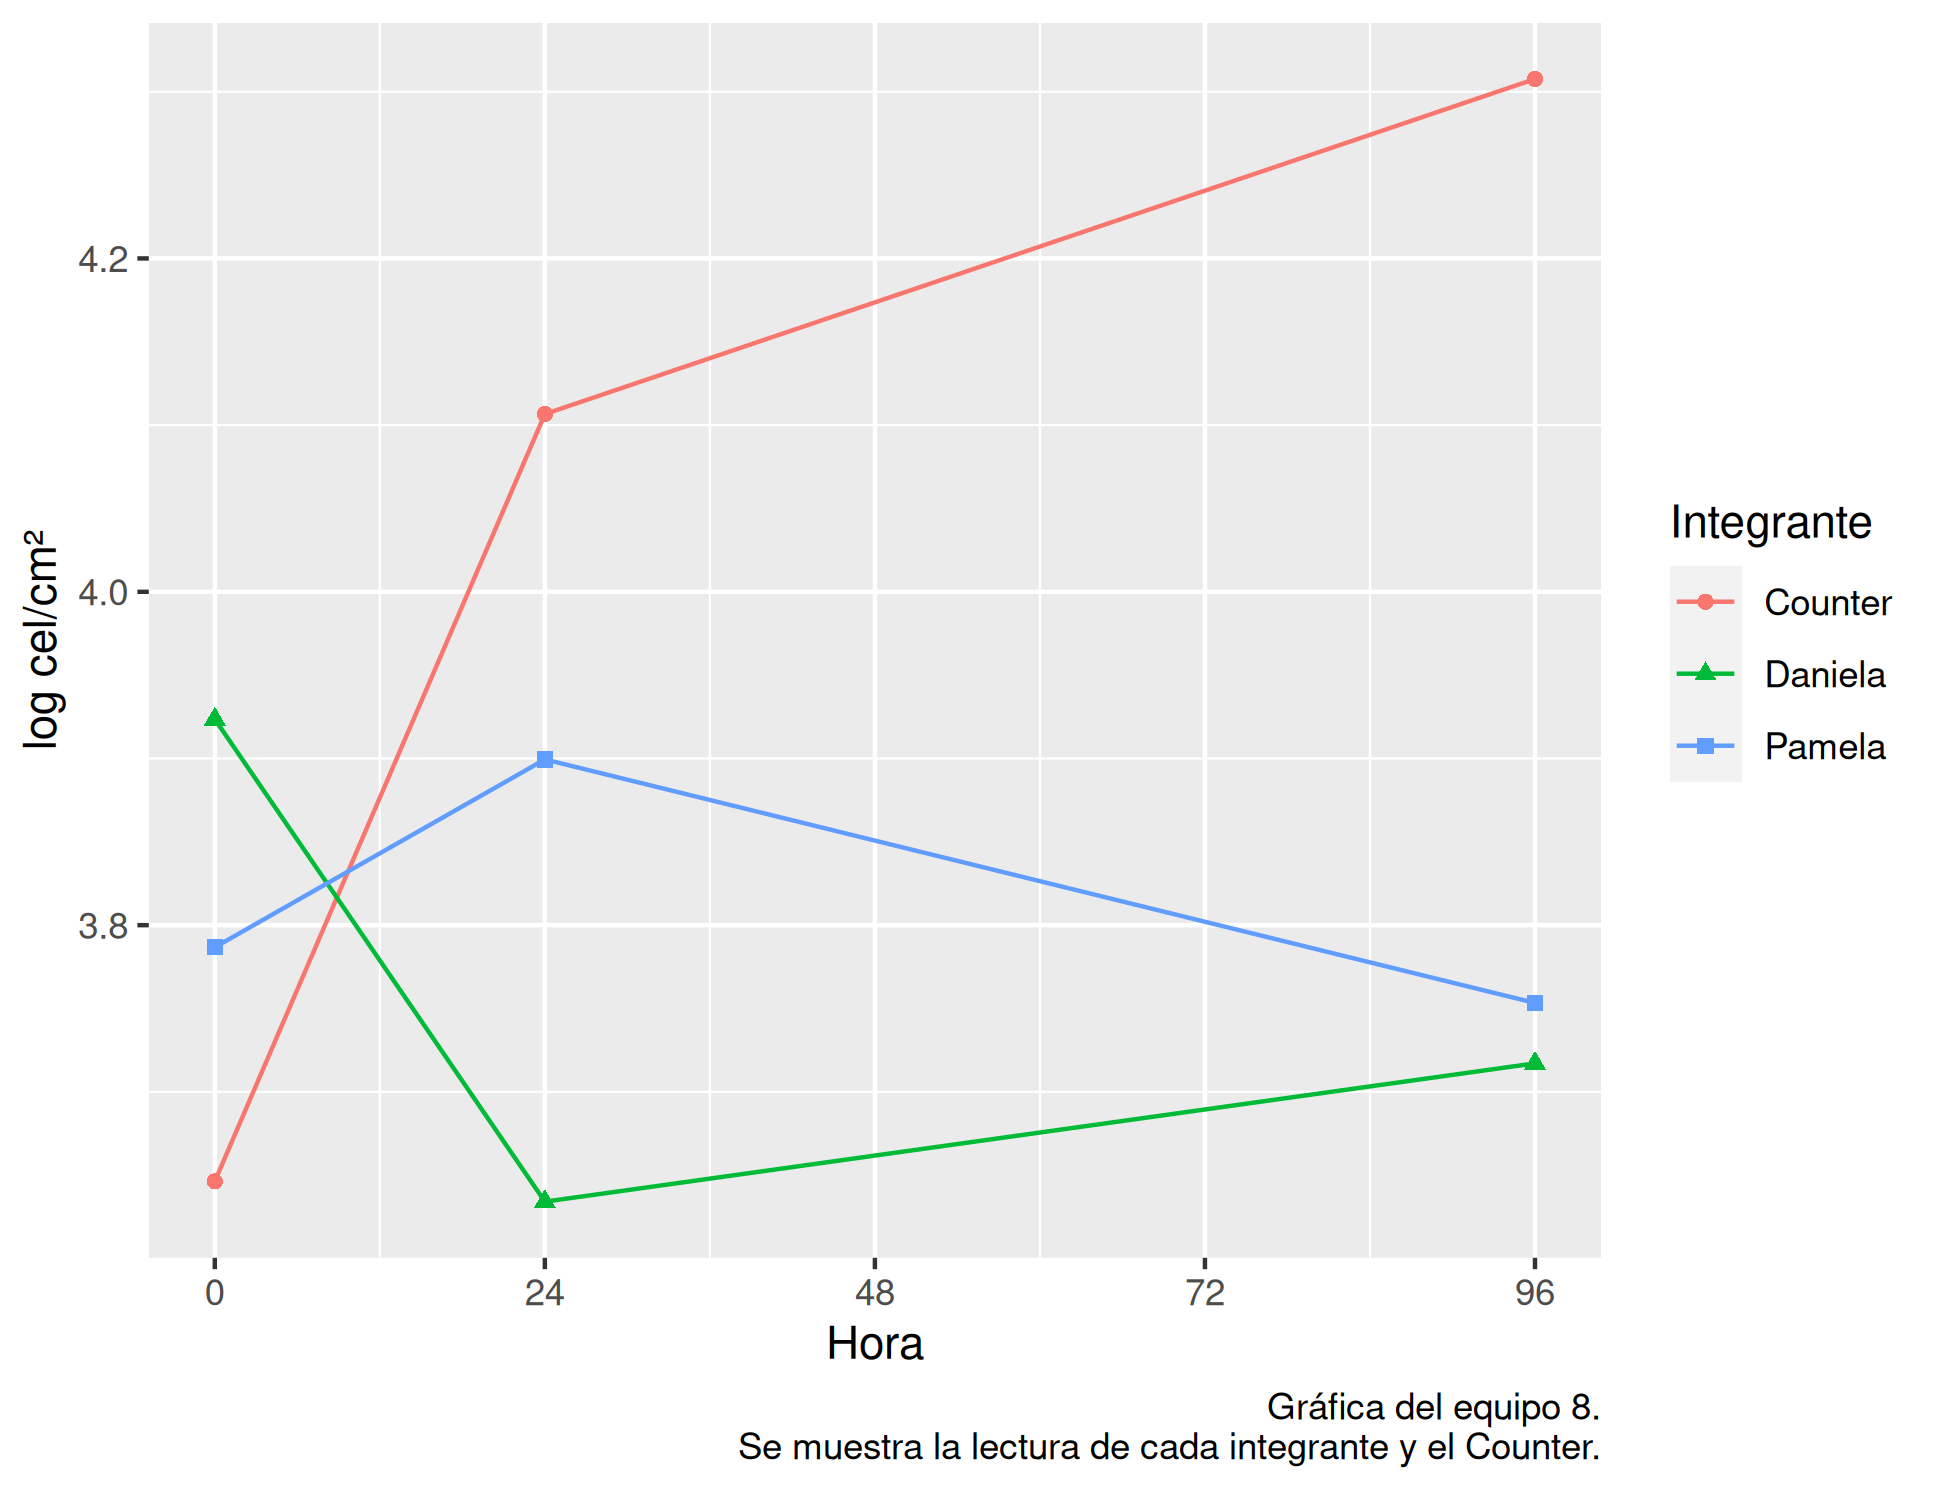 log cel/cm²
4.2
4.0
3.8
0 24 48 72 96
Hora
Integrante
Counter
Daniela
Pamela
Gráfica del equipo 8.
Se muestra la lectura de cada integrante y el Counter.